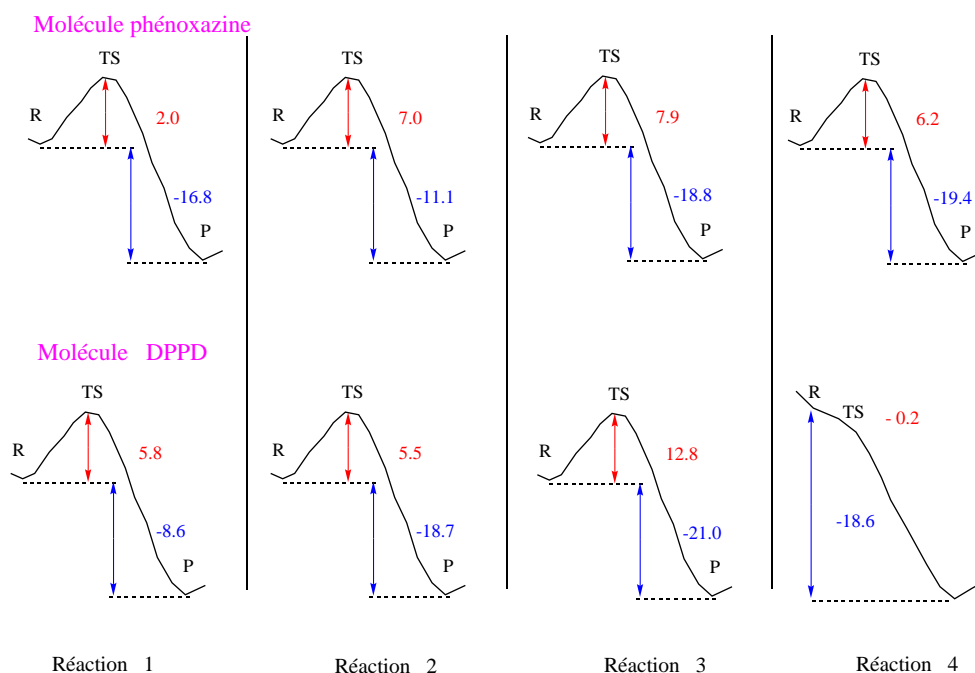 Molécule phénoxazine
TS
R
2.0
-16.8
P
TS
R
7.0
-11.1
P
TS
R
7.9
-18.8
P
TS
R
6.2
-19.4
P
Molécule DPPD
TS
R
5.8
-8.6
P
TS
R
5.5
-18.7
P
TS
R
12.8
-21.0
P
R
TS
- 0.2
-18.6
Réaction 1
Réaction 2
Réaction 3
Réaction 4